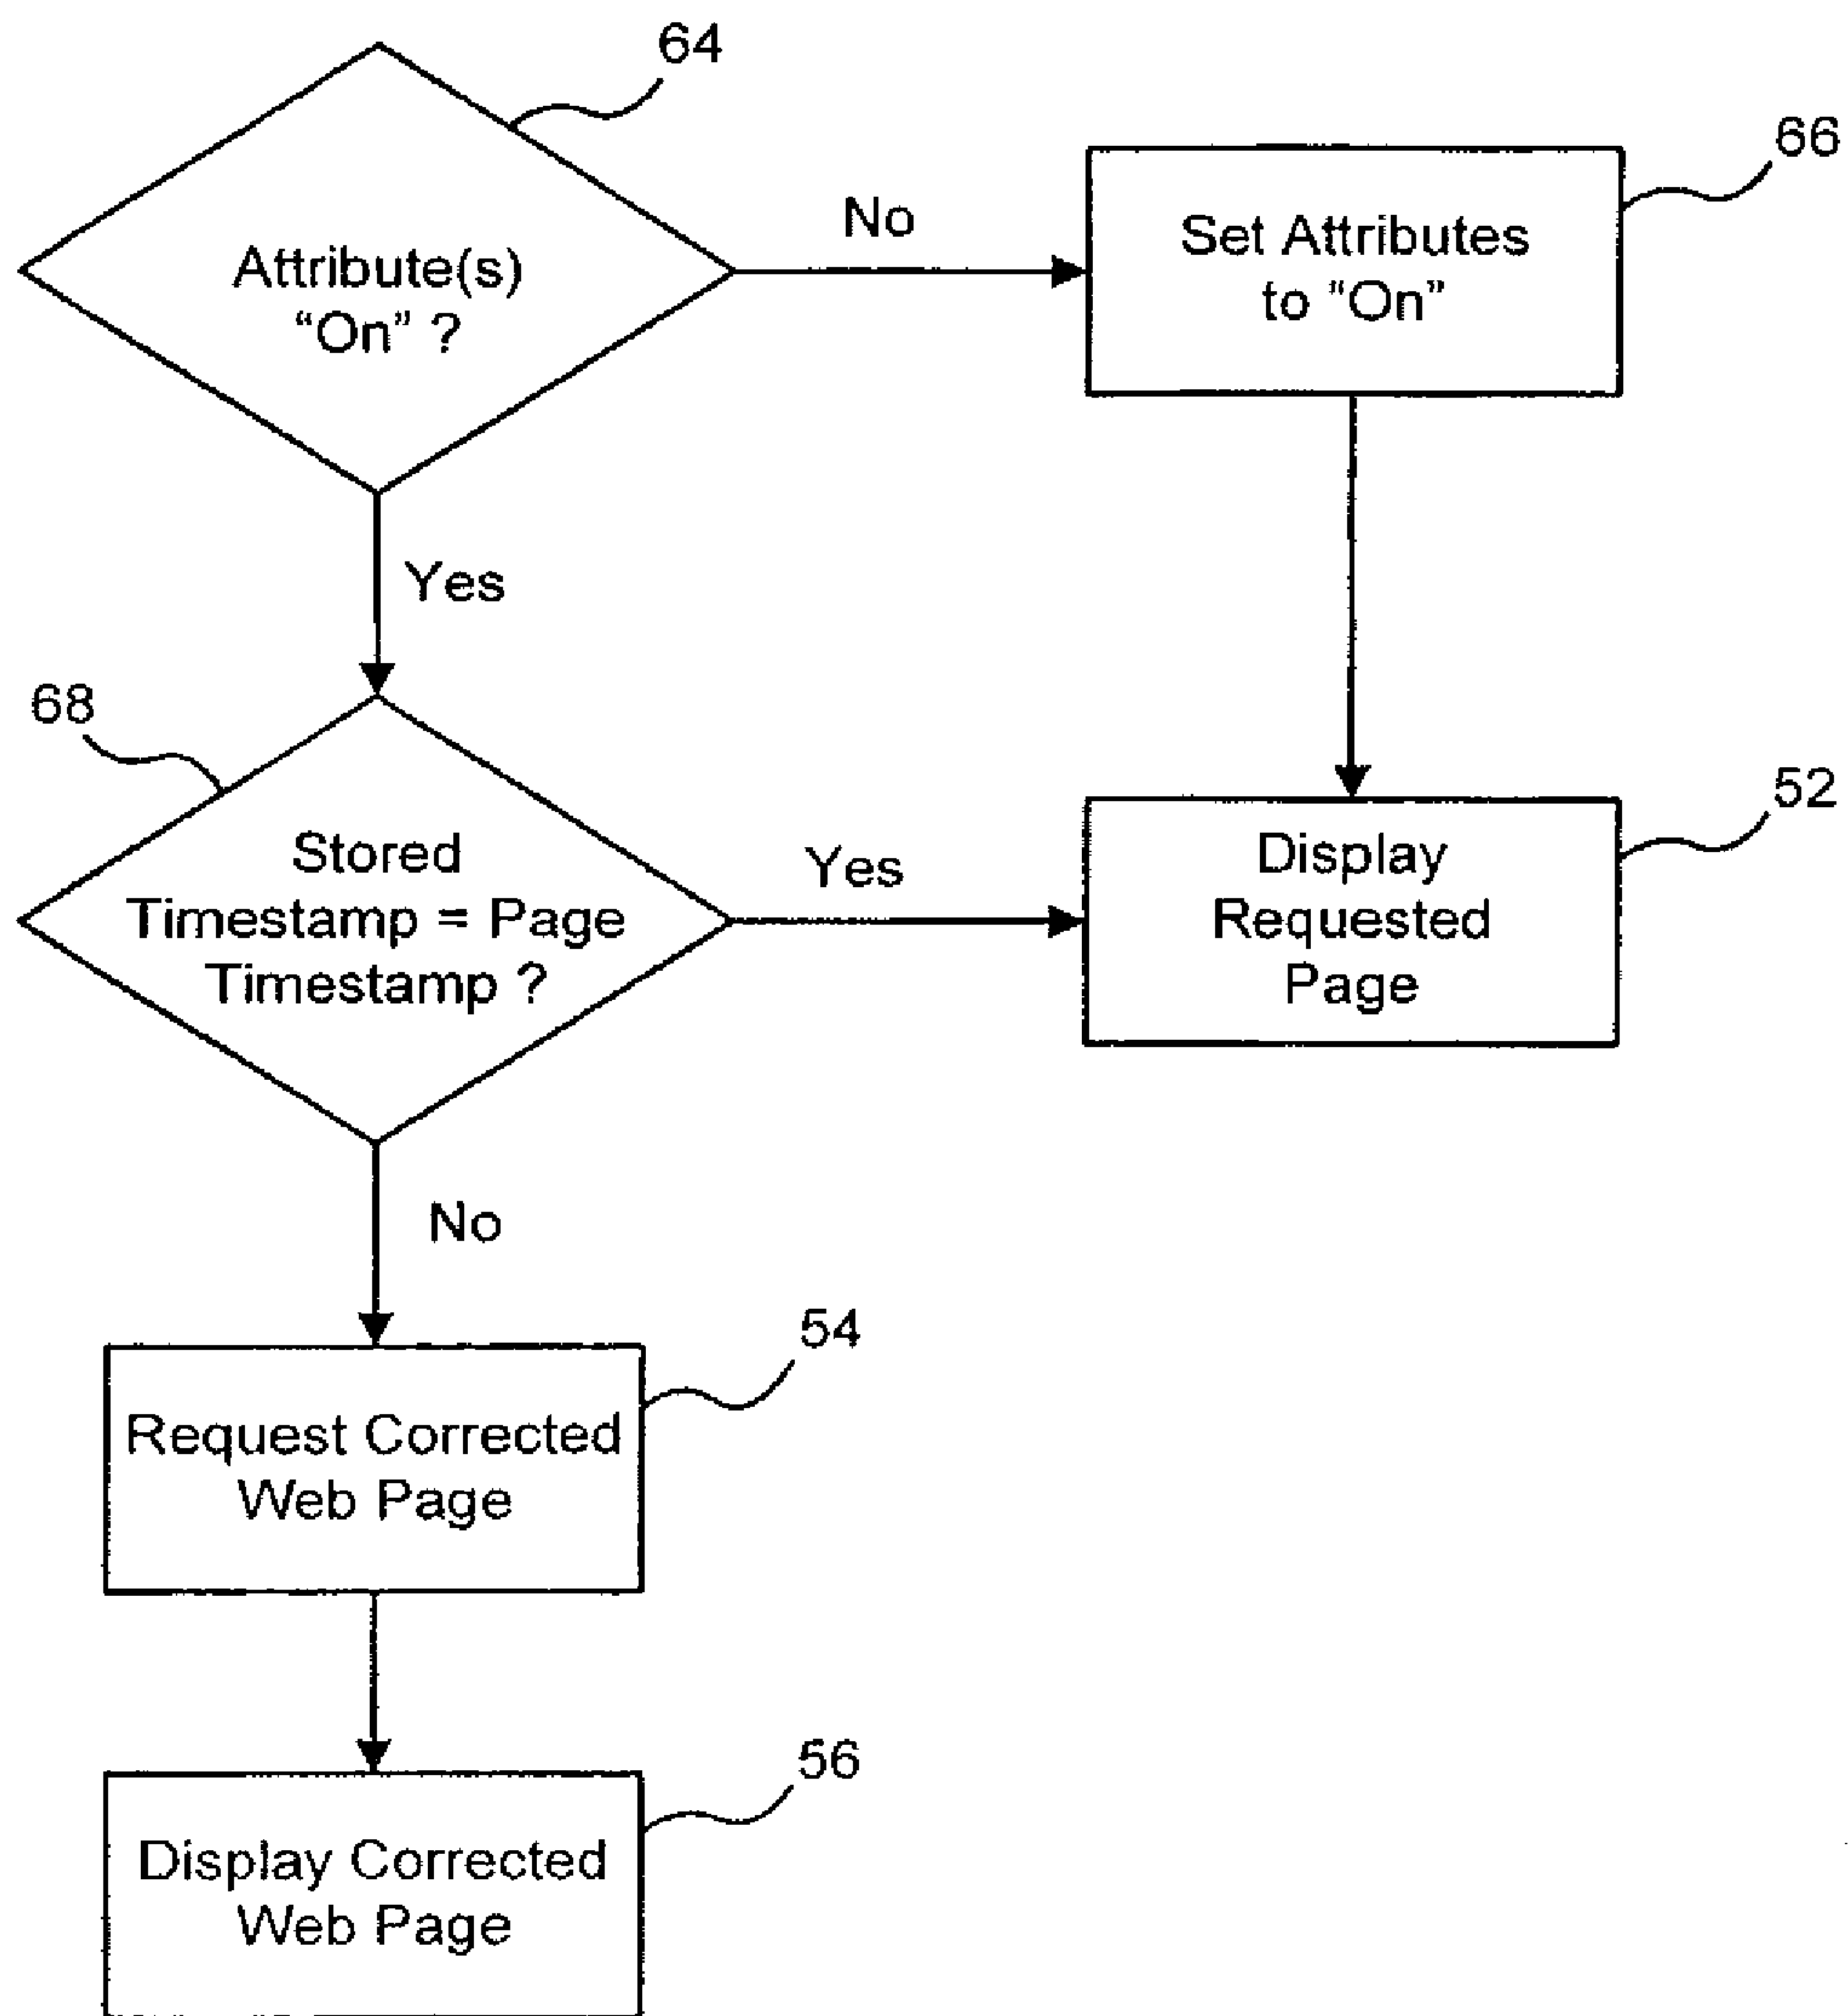 64
Attribute(s)
“On” ?
No
66
Set Attributes
to “On”
Yes
68
Stored
Timestamp = Page
Timestamp ?
Yes
52
Display
Requested
Page
No
54
Request Corrected
Web Page
56
Display Corrected
Web Page